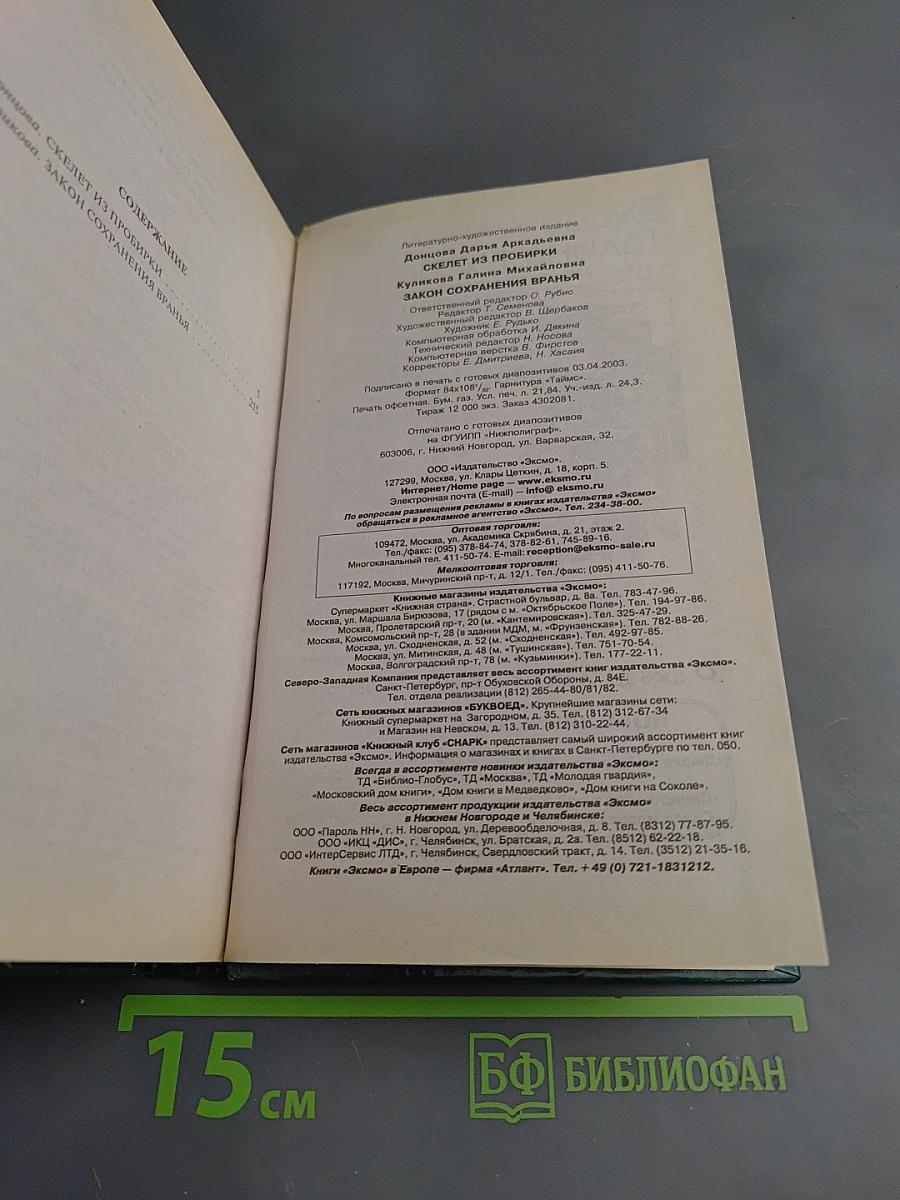 СОДЕРЖАНИЕ
СКЕЛЕТ ИЗ ПРОБИРКИ 5
ЗАКОН СОХРАНЕНИЯ ВРАНЬЯ 255
Литературно-художественное издание
Донцова Дарья Аркадьевна
СКЕЛЕТ ИЗ ПРОБИРКИ
Куликова Галина Михайловна
ЗАКОН СОХРАНЕНИЯ ВРАНЬЯ
Ответственный редактор О. Рубис
Редактор Т. Семенова
Художественный редактор В. Щербаков
Художник Е. Рудько
Компьютерная обработка И. Дякина
Технический редактор Н. Носова
Компьютерная верстка В. Фирстов
Корректоры Е. Дмитриева, Н. Хасаия
Подписано в печать с готовых диапозитивов 03.04.2003.
Формат 84x108 1/32. Гарнитура «Таймс».
Печать офсетная. Бум. газ. Усл. печ. л. 21,84. Уч.-изд. л. 24,3.
Тираж 12 000 экз. Заказ 4302081.
Отпечатано с готовых диапозитивов
на ФГУИПП «Нижполиграф».
603006, г. Нижний Новгород, ул. Варварская, 32.
ООО «Издательство «Эксмо».
127299, Москва, ул. Клары Цеткин, д. 18, корп. 5.
Интернет/Home page — www.eksmo.ru
Электронная почта (E-mail) — info@ eksmo.ru
По вопросам размещения рекламы в книгах издательства «Эксмо»
обращаться в рекламное агентство «Эксмо». Тел. 234-38-00.
Оптовая торговля:
109472, Москва, ул. Академика Скрябина, д. 21, этаж 2.
Тел./факс: (095) 378-84-74, 378-82-61, 745-89-16.
Многоканальный тел. 411-50-74. E-mail: reception@eksmo-sale.ru
Мелкооптовая торговля:
117192, Москва, Мичуринский пр-т, д. 12/1. Тел./факс: (095) 411-50-76.
Книжные магазины издательства «Эксмо»:
Супермаркет «Книжная страна». Страстной бульвар, д. 8а. Тел. 783-47-96.
Москва, ул. Маршала Бирюзова, 17 (рядом с м. «Октябрьское Поле»). Тел. 194-97-86.
Москва, Пролетарский пр-т, 20 (м. «Кантемировская»). Тел. 325-47-29.
Москва, Комсомольский пр-т, 28 (в здании МДМ, м. «Фрунзенская»). Тел. 782-88-26.
Москва, ул. Сходненская, д. 52 (м. «Сходненская»). Тел. 492-97-85.
Москва, ул. Митинская, д. 48 (м. «Тушинская»). Тел. 751-70-54.
Москва, Волгоградский пр-т, 78 (м. «Кузьминки»). Тел. 177-22-11.
Северо-Западная Компания представляет весь ассортимент книг издательства «Эксмо».
Санкт-Петербург, пр-т Обуховской Обороны, д. 84Е.
Тел. отдела реализации (812) 265-44-80/81/82.
Сеть книжных магазинов «БУКВОЕД». Крупнейшие магазины сети:
Книжный супермаркет на Загородном, д. 35. Тел. (812) 312-67-34
и Магазин на Невском, д. 13. Тел. (812) 310-22-44.
Сеть магазинов «Книжный клуб «СНАРК» представляет самый широкий ассортимент книг
издательства «Эксмо». Информация о магазинах и книгах в Санкт-Петербурге по тел. 050.
Всегда в ассортименте новинки издательства «Эксмо»:
ТД «Библио-Глобус», ТД «Москва», ТД «Молодая гвардия»,
«Московский дом книги», «Дом книги в Медведково», «Дом книги на Соколе».
Весь ассортимент продукции издательства «Эксмо»
в Нижнем Новгороде и Челябинске:
ООО «Пароль НН», г. Н. Новгород, ул. Деревообделочная, д. 8. Тел. (8312) 77-87-95.
ООО «ИКЦ «ДИС», г. Челябинск, ул. Братская, д. 2а. Тел. (8512) 62-22-18.
ООО «ИнтерСервис ЛТД», г. Челябинск, Свердловский тракт, д. 14. Тел. (3512) 21-35-16.
Книги «Эксмо» в Европе — фирма «Атлант». Тел. + 49 (0) 721-1831212.
15 см
БФ БИБЛИОФАН